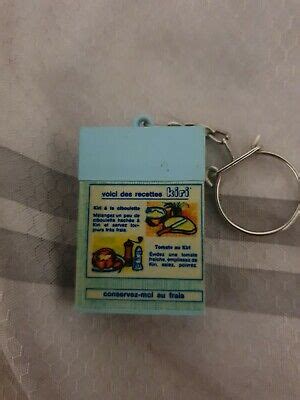 voici des recettes kiri
Kiri à la ciboulette
Mélangez un peu de
ciboulette hachée à
Kiri et servez tou-
jours très frais.
Tomate au Kiri
Évidez une tomate
fraîche, emplissez de
Kiri, salez, poivrez.
conservez-moi au frais